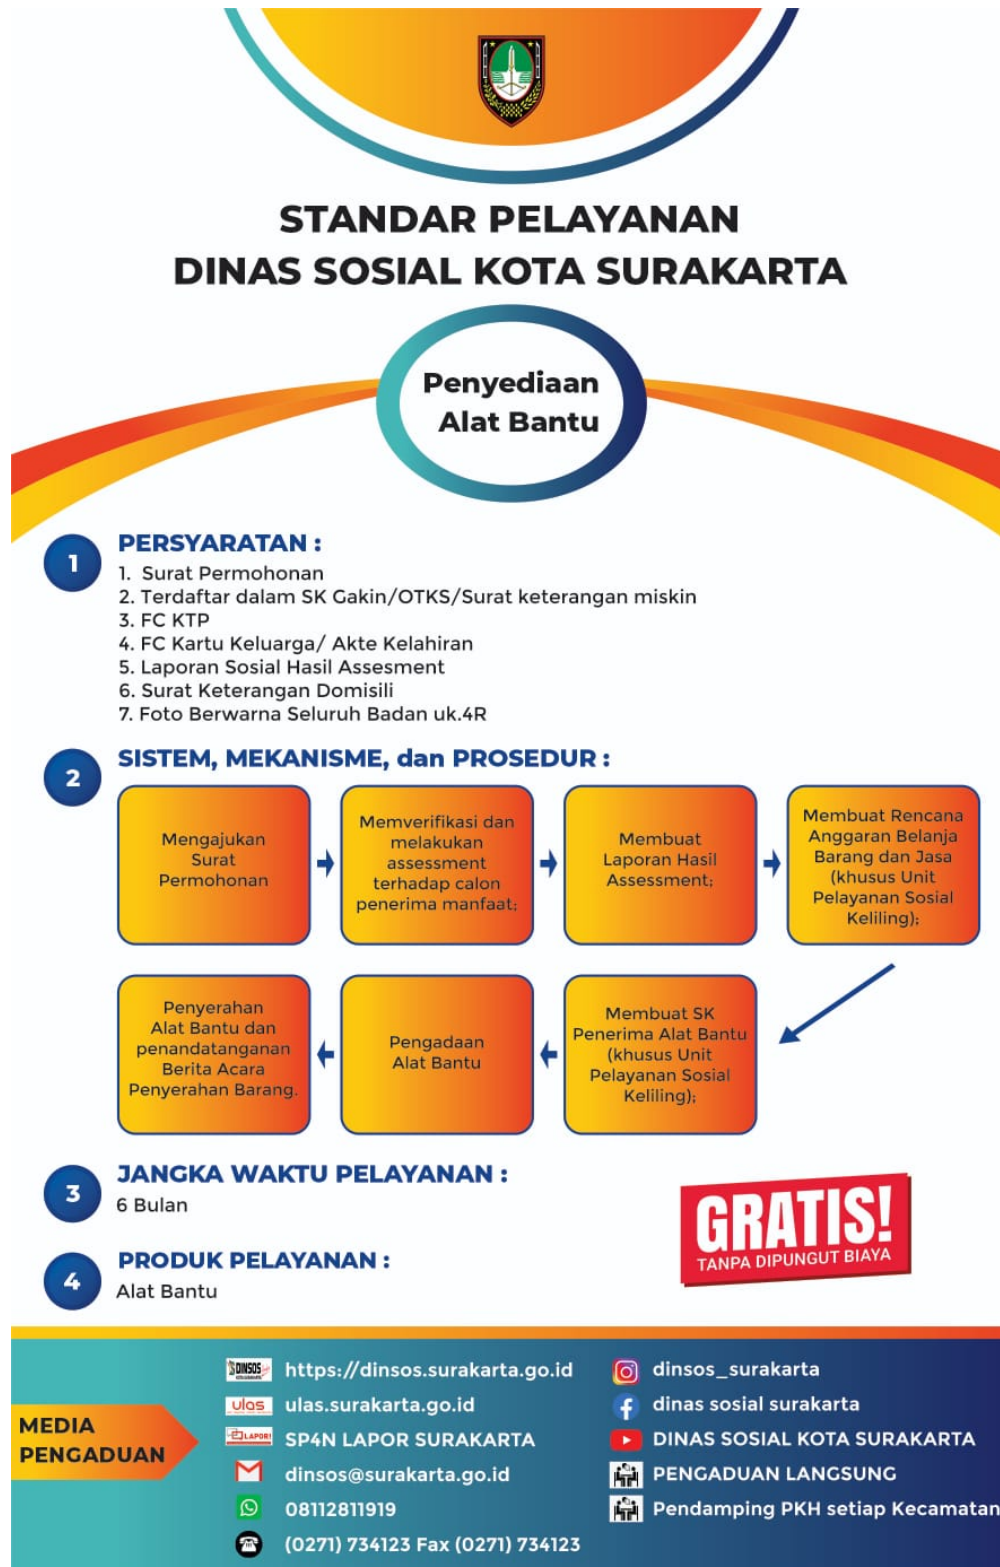 STANDAR PELAYANAN
DINAS SOSIAL KOTA SURAKARTA
Penyediaan
Alat Bantu
1
PERSYARATAN :
1. Surat Permohonan
2. Terdaftar dalam SK Gakin/OTKS/Surat keterangan miskin
3. FC KTP
4. FC Kartu Keluarga/ Akte Kelahiran
5. Laporan Sosial Hasil Assesment
6. Surat Keterangan Domisili
7. Foto Berwarna Seluruh Badan uk.4R
2
SISTEM, MEKANISME, dan PROSEDUR :
Mengajukan
Surat
Permohonan
Memverifikasi dan
melakukan
assessment
terhadap calon
penerima manfaat;
Membuat
Laporan Hasil
Assessment;
Membuat Rencana
Anggaran Belanja
Barang dan Jasa
(khusus Unit
Pelayanan Sosial
Keliling);
Membuat SK
Penerima Alat Bantu
(khusus Unit
Pelayanan Sosial
Keliling);
Pengadaan
Alat Bantu
Penyerahan
Alat Bantu dan
penandatanganan
Berita Acara
Penyerahan Barang.
3
JANGKA WAKTU PELAYANAN :
6 Bulan
4
PRODUK PELAYANAN :
Alat Bantu
GRATIS!
TANPA DIPUNGUT BIAYA
MEDIA
PENGADUAN
DINSOS
https://dinsos.surakarta.go.id
ulas
ulas.surakarta.go.id
LAPOR!
SP4N LAPOR SURAKARTA
dinsos@surakarta.go.id
08112811919
(0271) 734123 Fax (0271) 734123
dinsos_surakarta
dinas sosial surakarta
DINAS SOSIAL KOTA SURAKARTA
PENGADUAN LANGSUNG
Pendamping PKH setiap Kecamatan